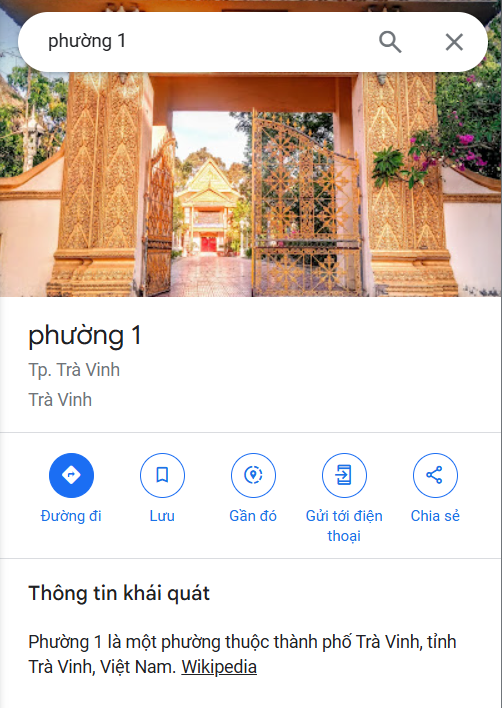 phường 1
phường 1
Tp. Trà Vinh
Trà Vinh
Đường đi
Lưu
Gần đó
Gửi tới điện
thoại
Chia sẻ
Thông tin khái quát
Phường 1 là một phường thuộc thành phố Trà Vinh, tỉnh
Trà Vinh, Việt Nam. Wikipedia